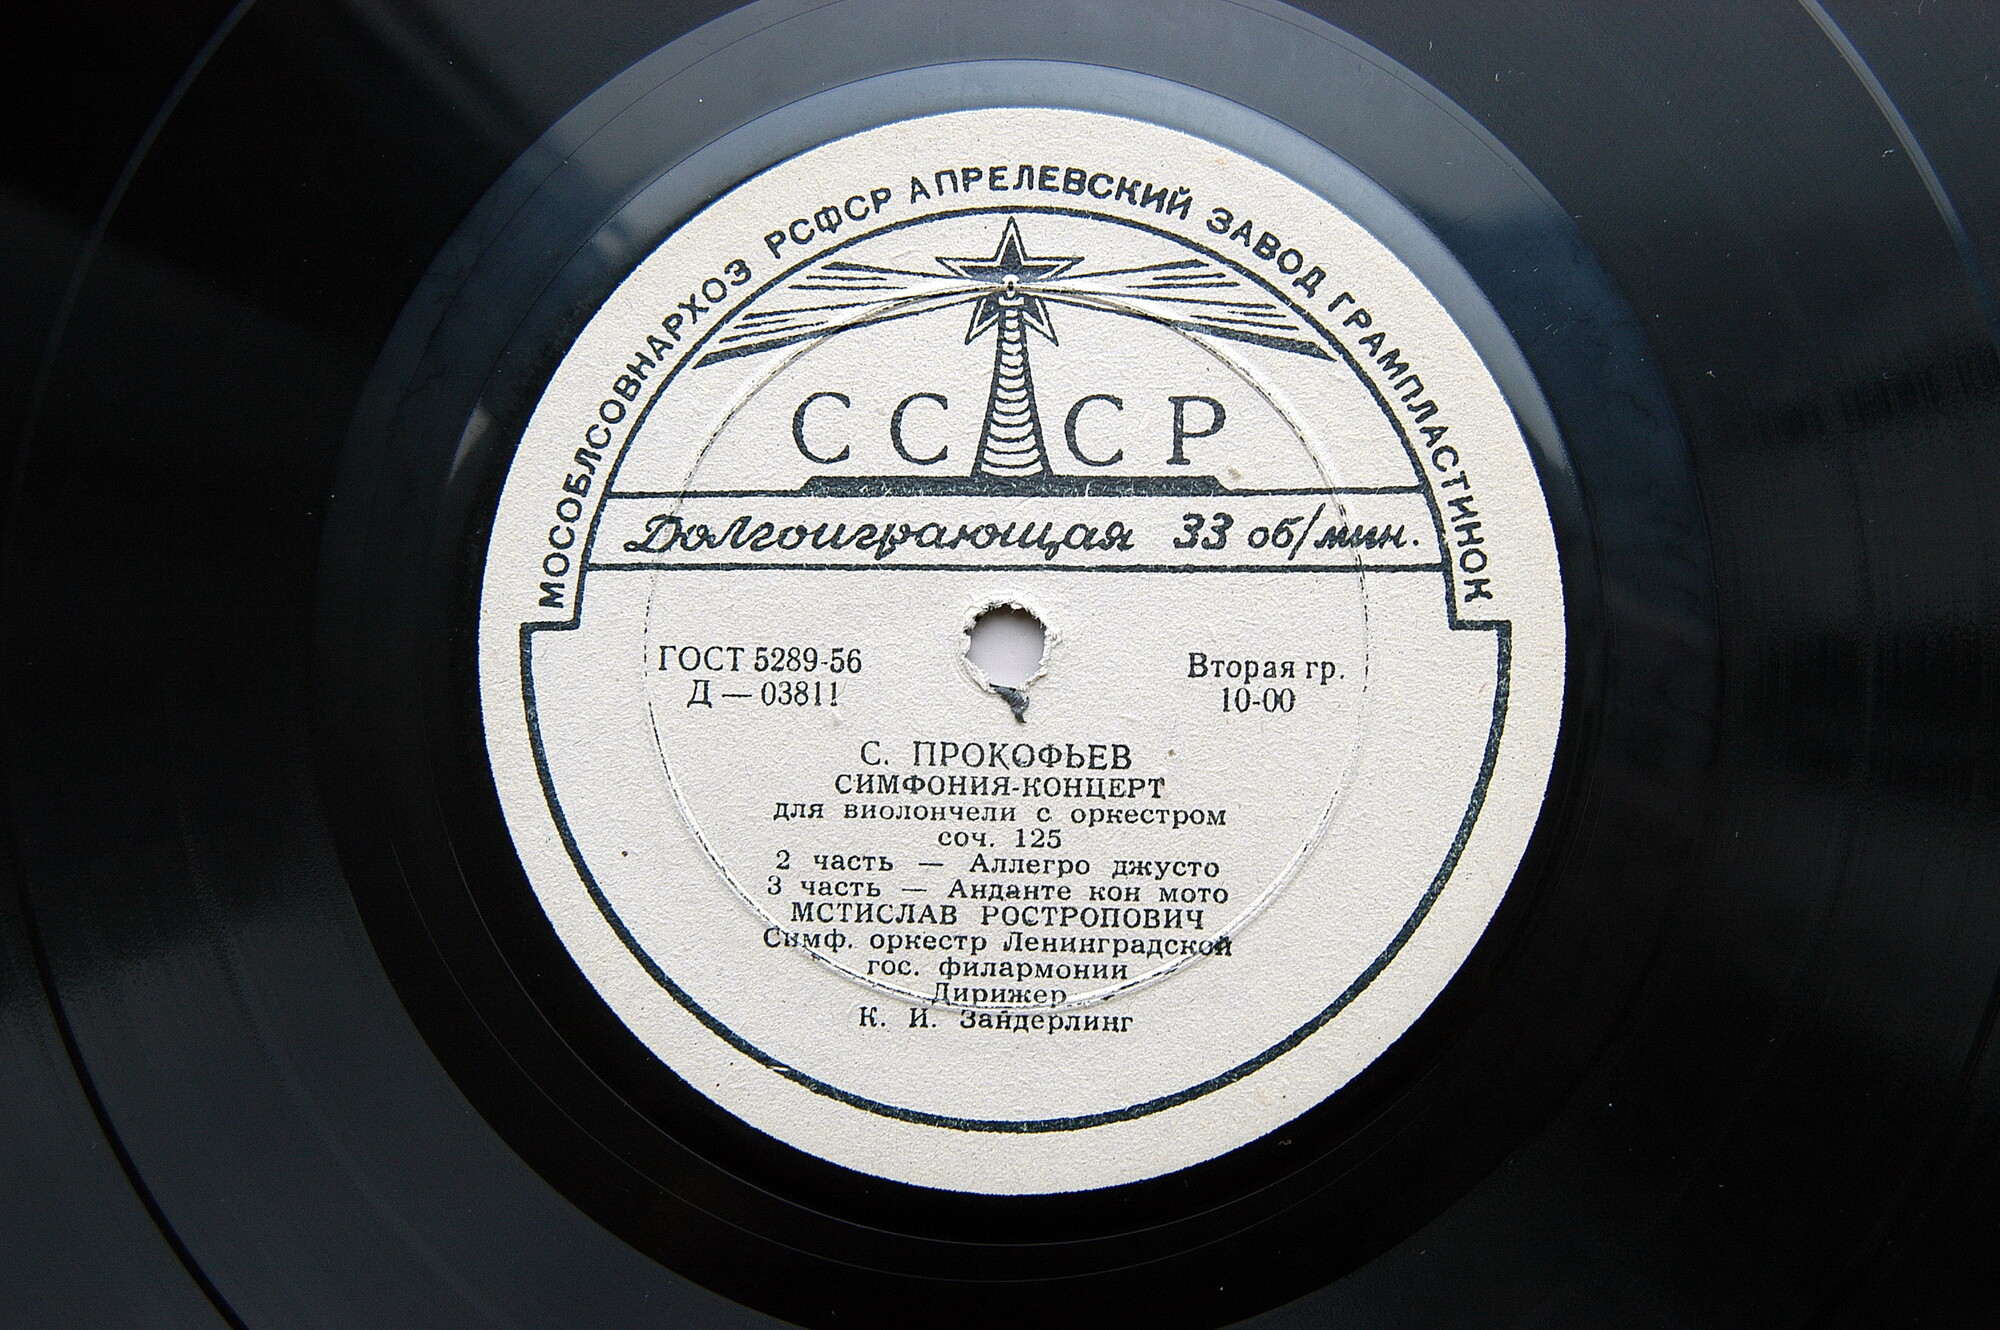 МОСОБЛСОВНАРХОЗ РСФСР АПРЕЛЕВСКИЙ ЗАВОД ГРАМПЛАСТИНОК
СССР
Долгоиграющая 33 об/мин.
ГОСТ 5289-56
Д — 03811
Вторая гр.
10-00
С. ПРОКОФЬЕВ
СИМФОНИЯ-КОНЦЕРТ
для виолончели с оркестром
соч. 125
2 часть — Аллегро джусто
3 часть — Анданте кон мото
МСТИСЛАВ РОСТРОПОВИЧ
Симф. оркестр Ленинградской
гос. филармонии
Дирижер
К. И. Зандерлинг